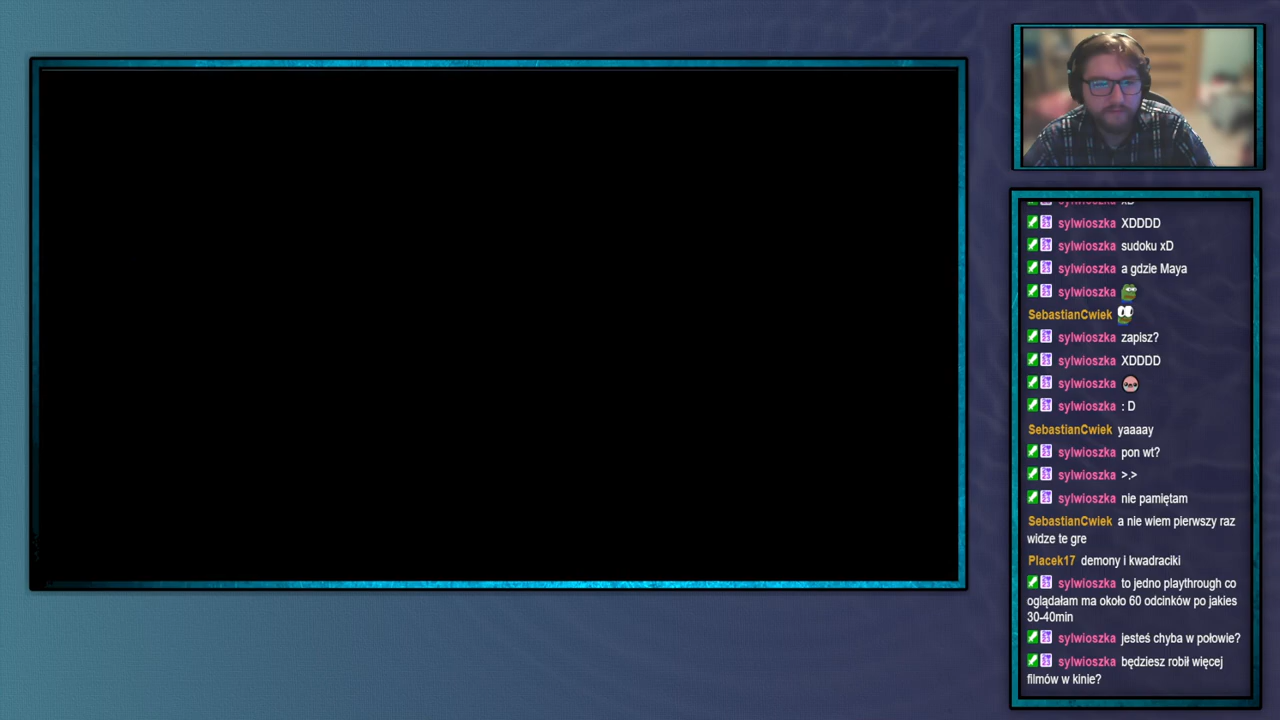 sylwioszka xD
sylwioszka XDDDD
sylwioszka sudoku xD
sylwioszka a gdzie Maya
sylwioszka
SebastianCwiek
sylwioszka zapisz?
sylwioszka XDDDD
sylwioszka
sylwioszka : D
SebastianCwiek yaaaay
sylwioszka pon wt?
sylwioszka >.>
sylwioszka nie pamiętam
SebastianCwiek a nie wiem pierwszy raz
widze te gre
Placek17 demony i kwadraciki
sylwioszka to jedno playthrough co
oglądałam ma około 60 odcinków po jakies
30-40min
sylwioszka jesteś chyba w połowie?
sylwioszka będziesz robił więcej
filmów w kinie?